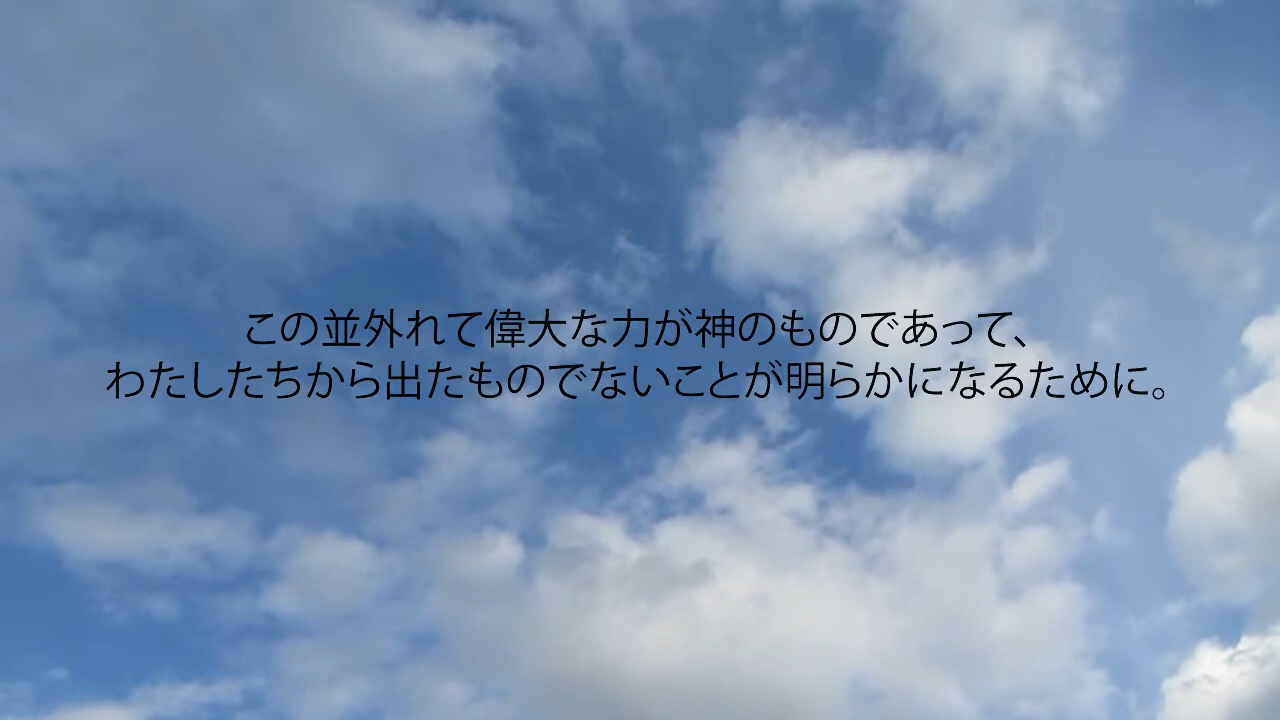 この並外れて偉大な力が神のものであって、
わたしたちから出たものでないことが明らかになるために。